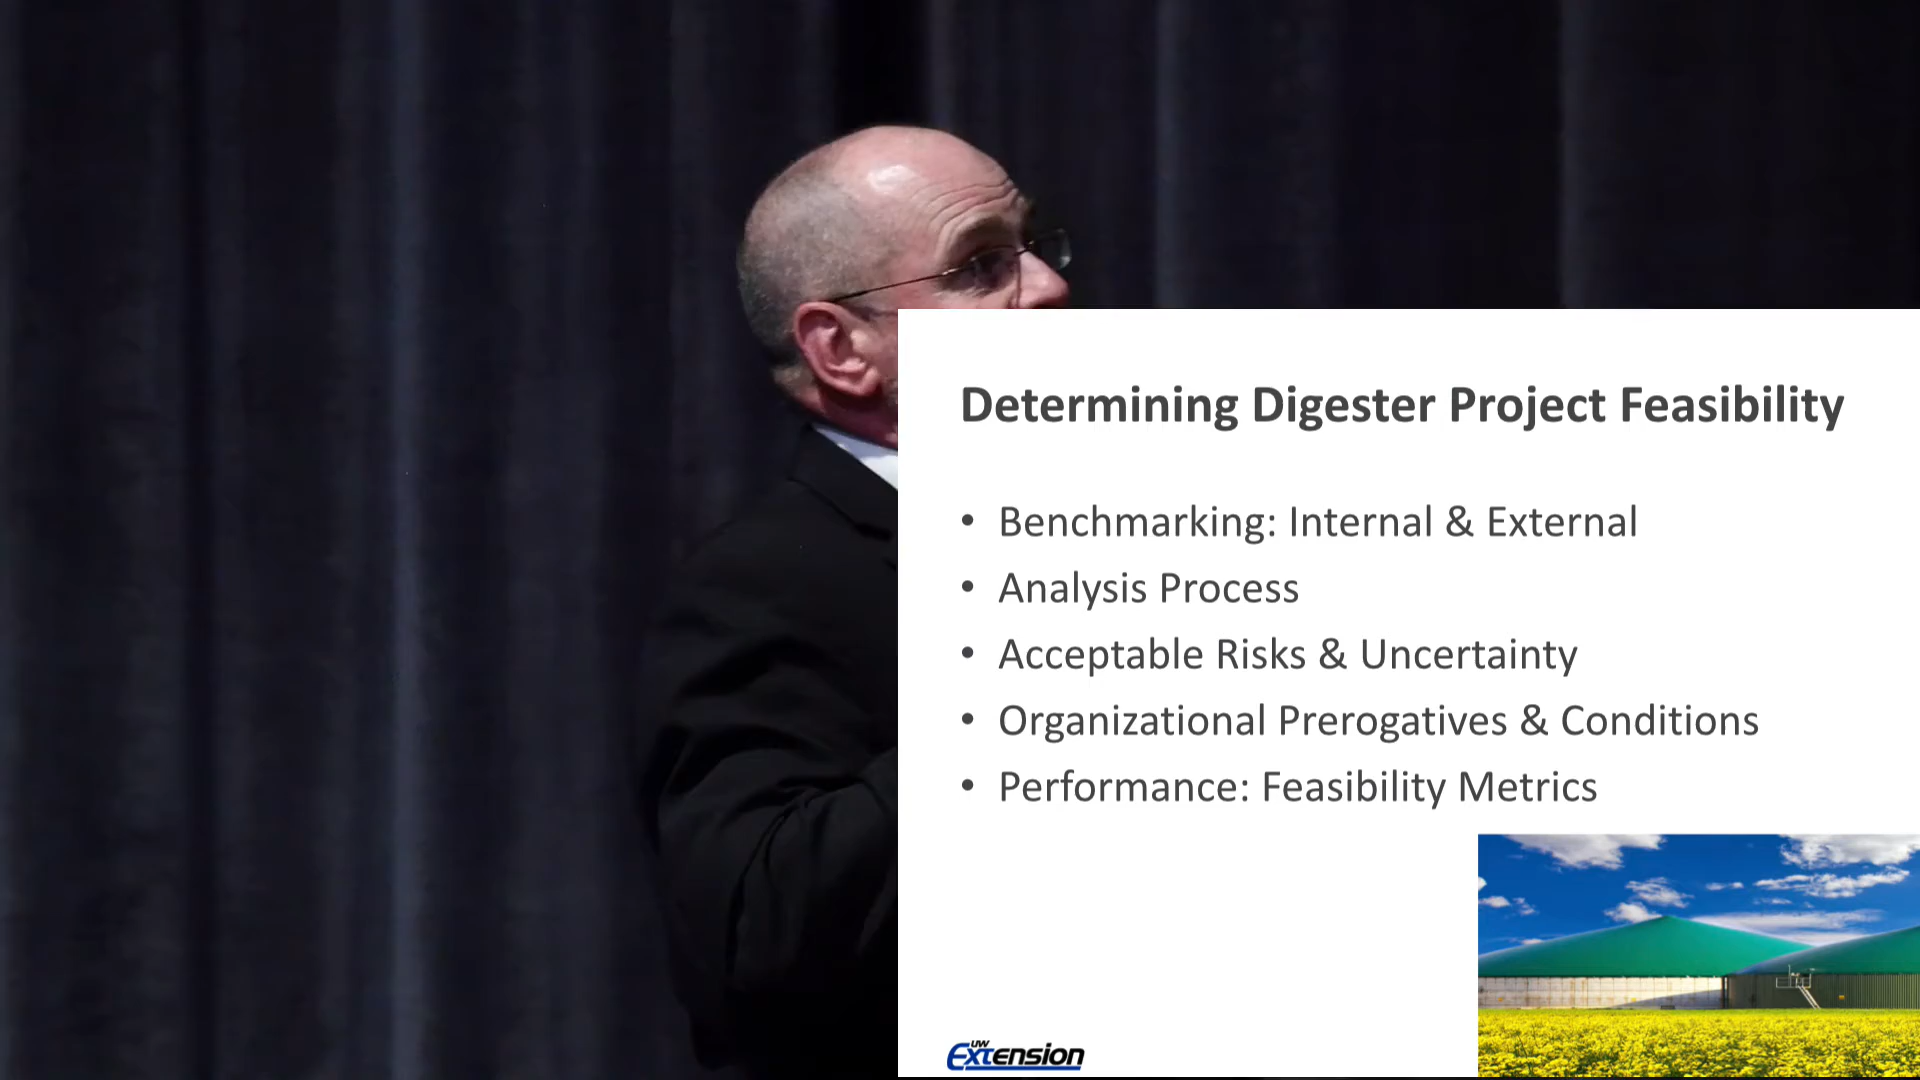 Determining Digester Project Feasibility
• Benchmarking: Internal & External
• Analysis Process
• Acceptable Risks & Uncertainty
• Organizational Prerogatives & Conditions
• Performance: Feasibility Metrics
UW
Extension